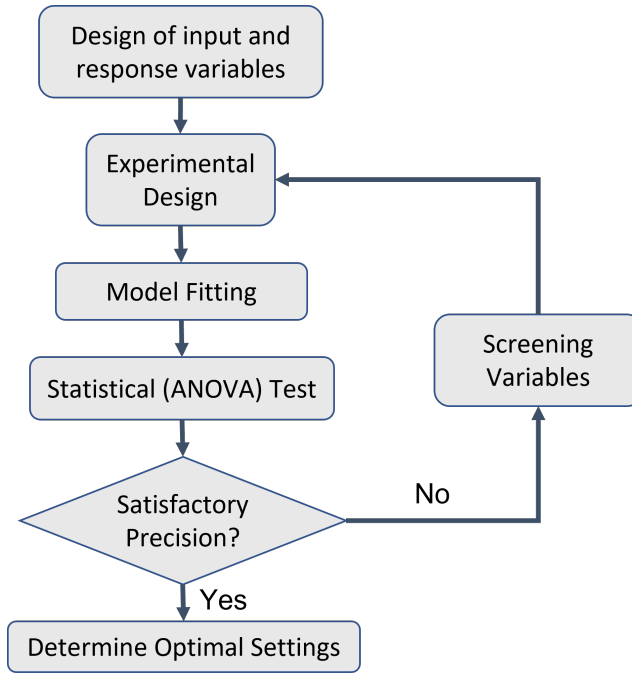 Design of input and
response variables
Experimental
Design
Model Fitting
Statistical (ANOVA) Test
Screening
Variables
Satisfactory
Precision?
No
Yes
Determine Optimal Settings